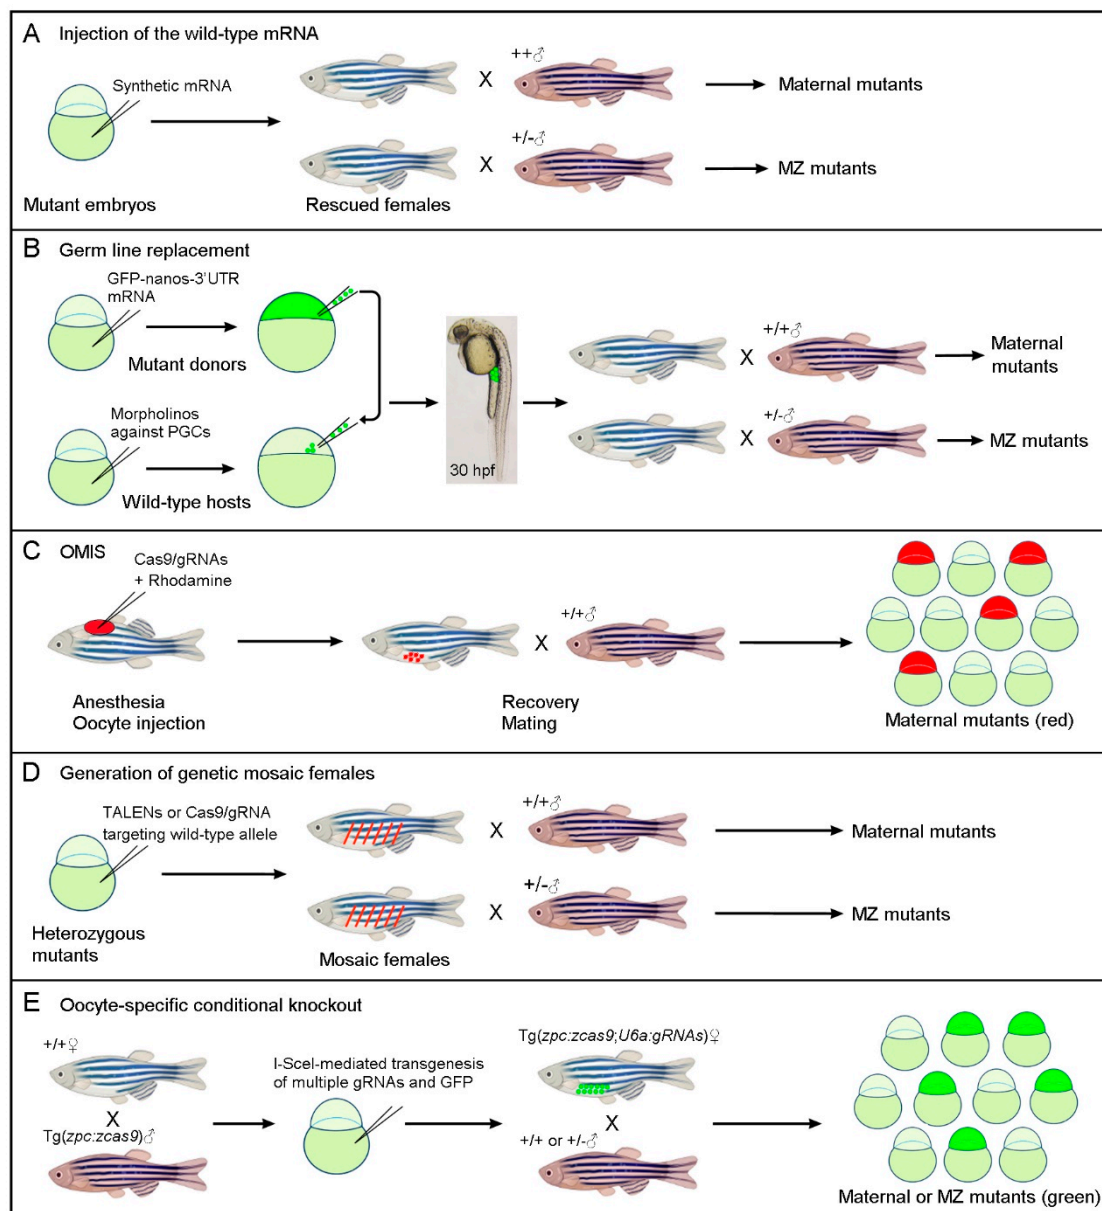 A Injection of the wild-type mRNA
Synthetic mRNA
Mutant embryos
Rescued females
X
++♂
Maternal mutants
X
+/-♂
MZ mutants
B Germ line replacement
GFP-nanos-3'UTR
mRNA
Mutant donors
Morpholinos
against PGCs
Wild-type hosts
30 hpf
X
+/+♂
Maternal
mutants
X
+/-♂
MZ mutants
C OMIS
Cas9/gRNAs
+ Rhodamine
Anesthesia
Oocyte injection
X
+/+♂
Recovery
Mating
Maternal mutants (red)
D Generation of genetic mosaic females
TALENs or Cas9/gRNA
targeting wild-type allele
Heterozygous
mutants
X
+/+♂
Maternal mutants
X
+/-♂
MZ mutants
Mosaic females
E Oocyte-specific conditional knockout
+/+♀
X
Tg(zpc:zcas9)♂
I-SceI-mediated transgenesis
of multiple gRNAs and GFP
Tg(zpc:zcas9;U6a:gRNAs)♀
X
+/+ or +/-♂
Maternal or MZ mutants (green)